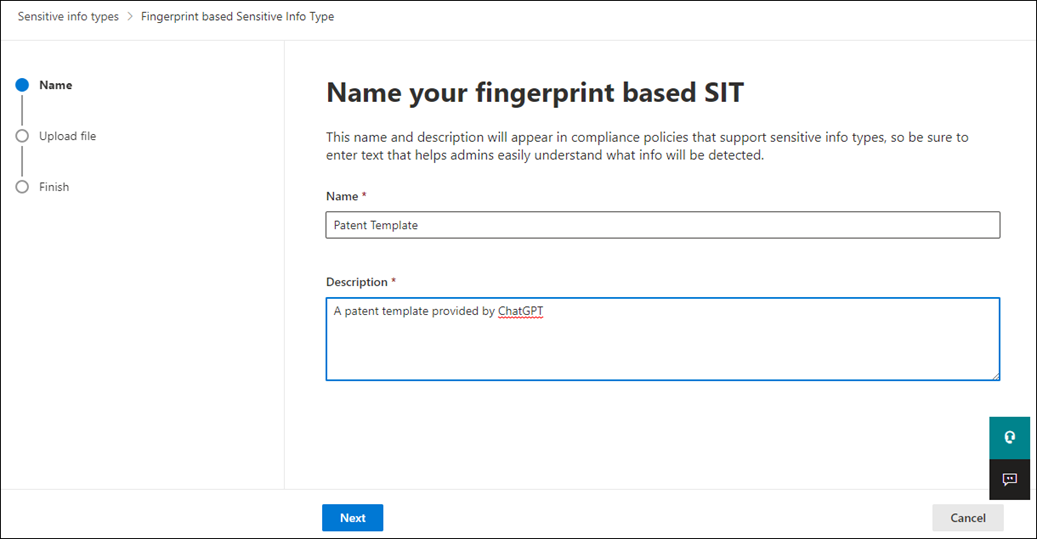 Sensitive info types > Fingerprint based Sensitive Info Type
Name
Upload file
Finish
Name your fingerprint based SIT
This name and description will appear in compliance policies that support sensitive info types, so be sure to
enter text that helps admins easily understand what info will be detected.
Name *
Patent Template
Description *
A patent template provided by ChatGPT
Next
Cancel